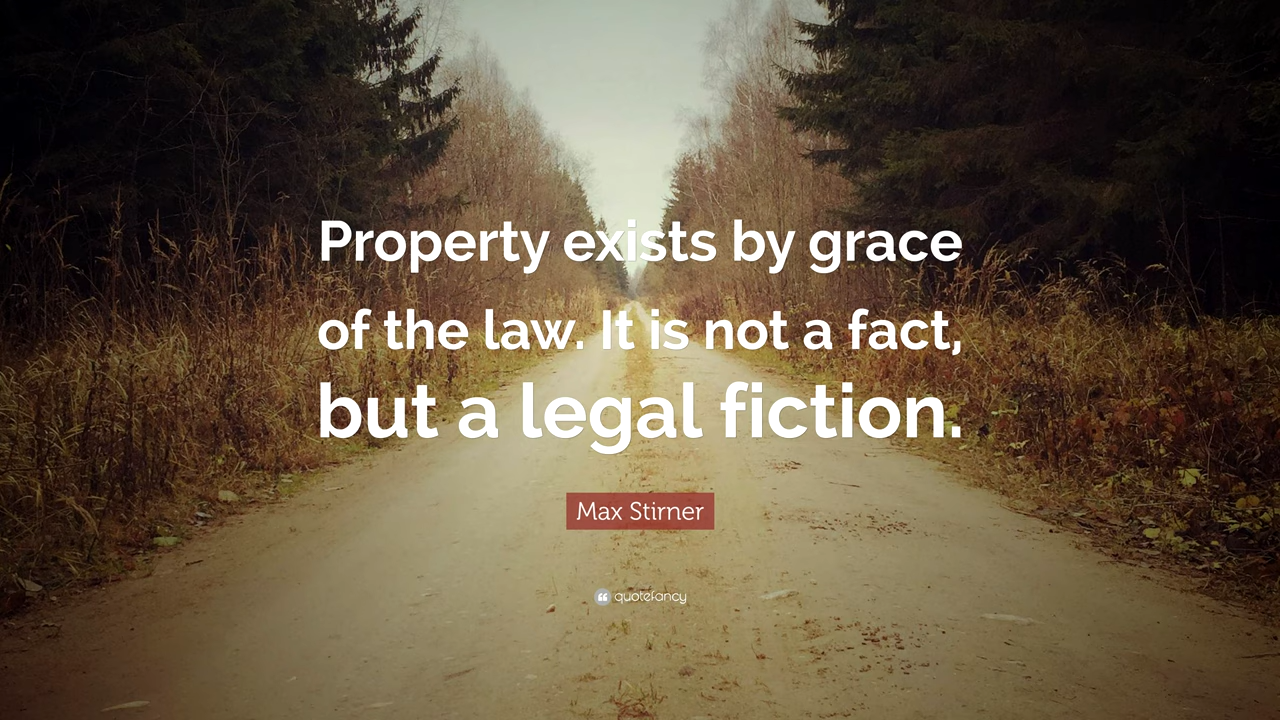 Property exists by grace
of the law. It is not a fact,
but a legal fiction.
Max Stirner
quotefancy